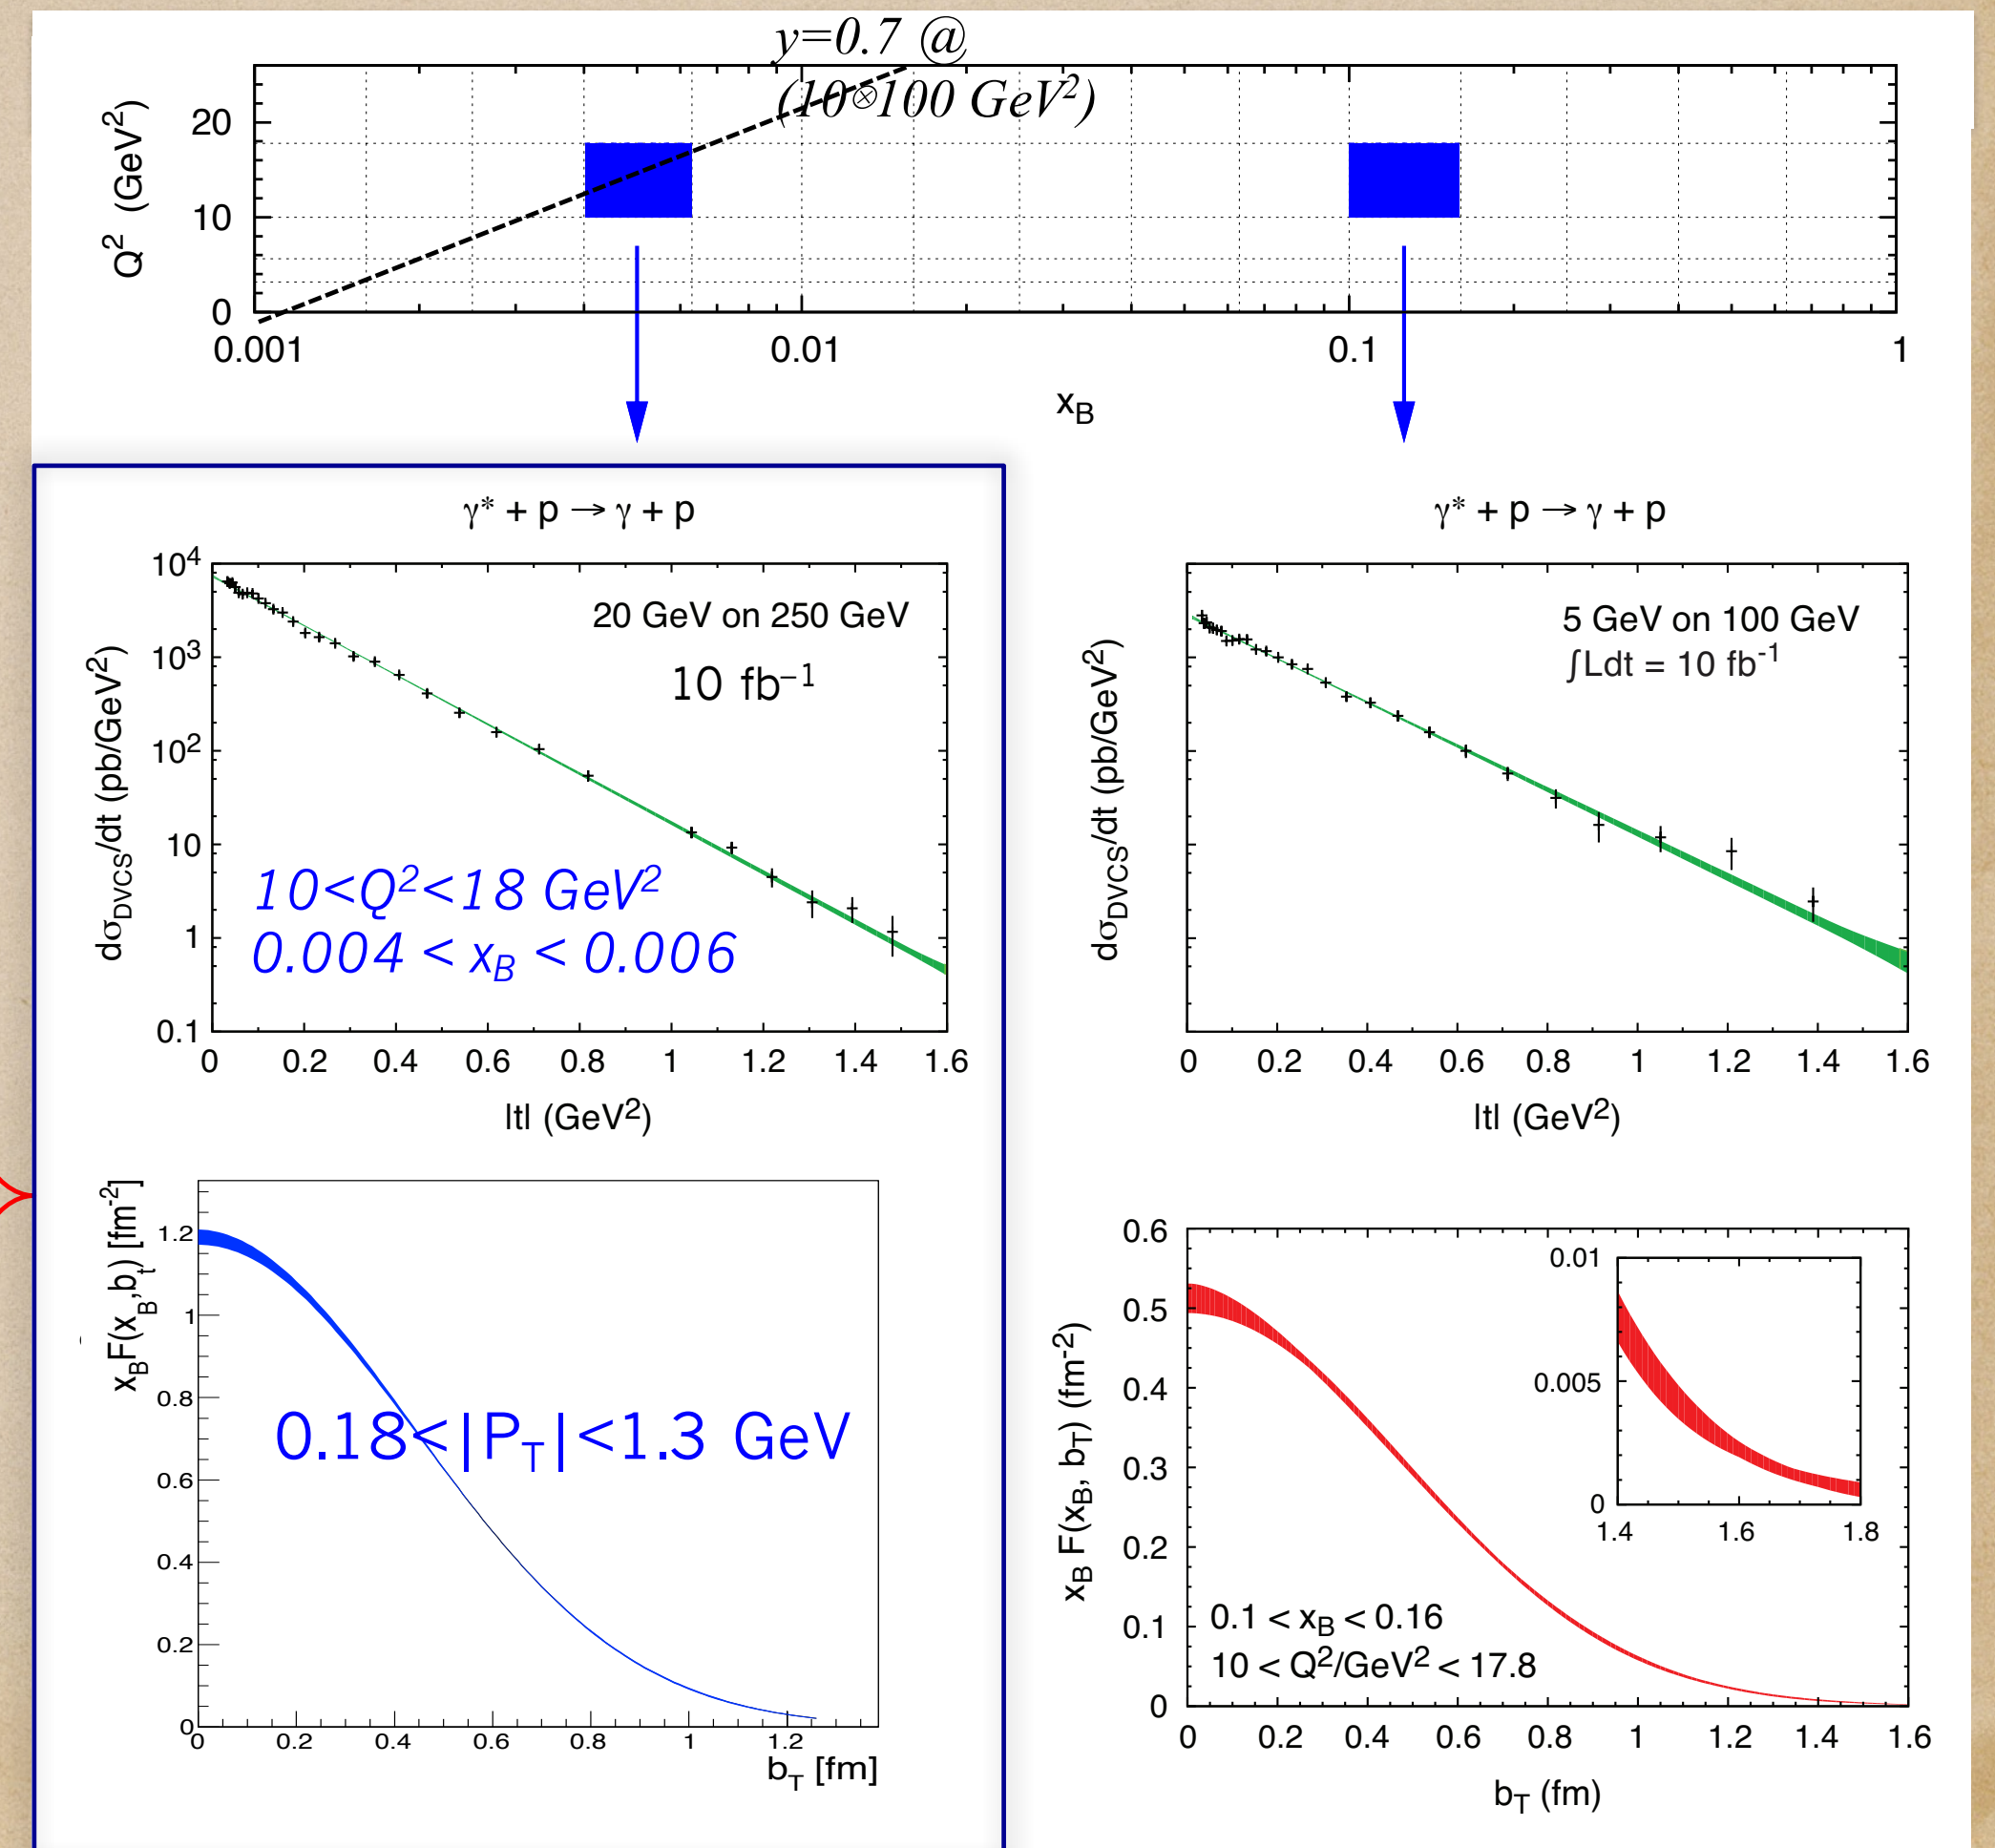 y=0.7 @
(10⊗100 GeV²)
Q² (GeV²)
20
10
0
0.001 0.01 0.1 1
x_B
γ* + p → γ + p
dσ_DVCS/dt (pb/GeV²)
10⁴
10³
10²
10
1
0.1
20 GeV on 250 GeV
10 fb⁻¹
10<Q²<18 GeV²
0.004 < x_B < 0.006
0 0.2 0.4 0.6 0.8 1 1.2 1.4 1.6
|t| (GeV²)
γ* + p → γ + p
dσ_DVCS/dt (pb/GeV²)
5 GeV on 100 GeV
∫Ldt = 10 fb⁻¹
0 0.2 0.4 0.6 0.8 1 1.2 1.4 1.6
|t| (GeV²)
x_B F(x_B,b_t) [fm⁻²]
1.2
1
0.8
0.6
0.4
0.2
0
0.18<|P_T|<1.3 GeV
0 0.2 0.4 0.6 0.8 1 1.2
b_T [fm]
x_B F(x_B, b_T) (fm⁻²)
0.6
0.5
0.4
0.3
0.2
0.1
0
0.01
0.005
0
1.4 1.6 1.8
0.1 < x_B < 0.16
10 < Q²/GeV² < 17.8
0 0.2 0.4 0.6 0.8 1 1.2 1.4 1.6
b_T (fm)